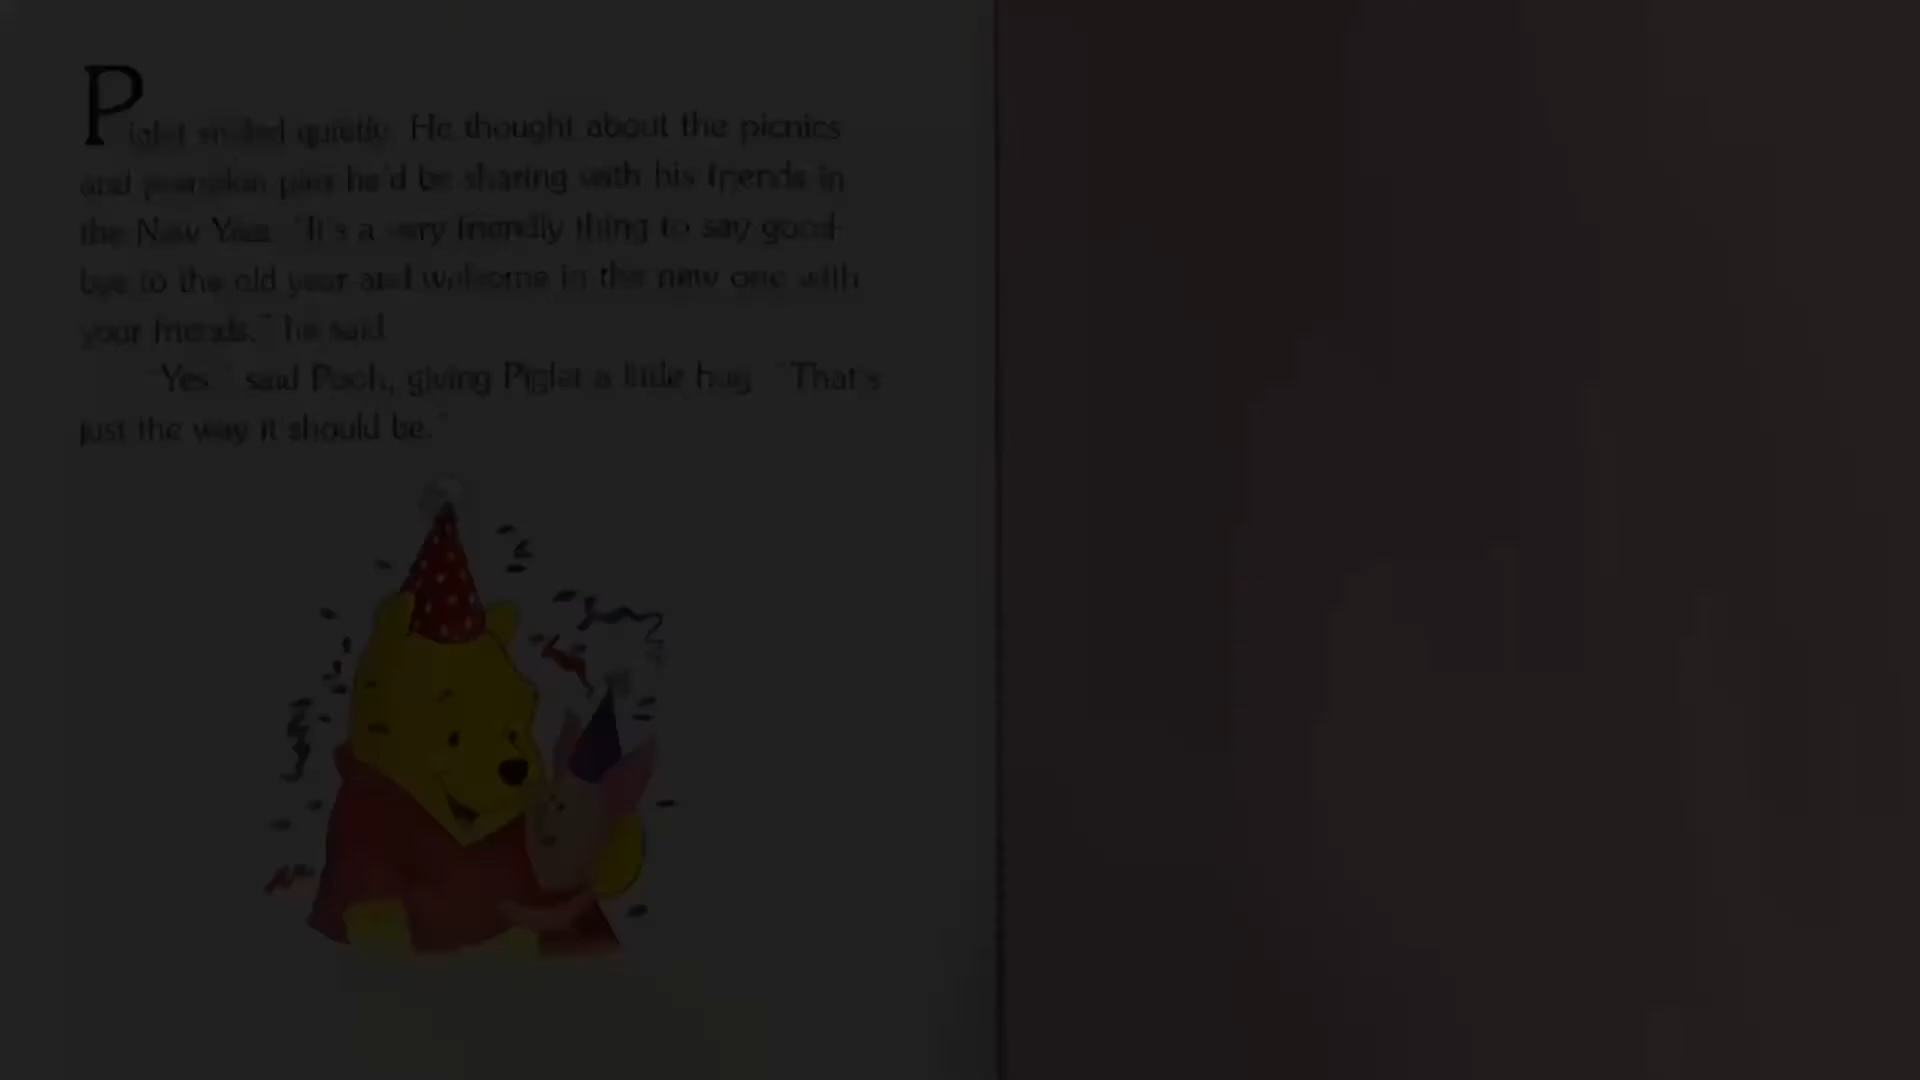 Piglet smiled quietly. He thought about the picnics
and pumpkin pies he'd be sharing with his friends in
the New Year. "It's a very friendly thing to say good-
bye to the old year and welcome in the new one with
your friends," he said.
"Yes," said Pooh, giving Piglet a little hug. "That's
just the way it should be."